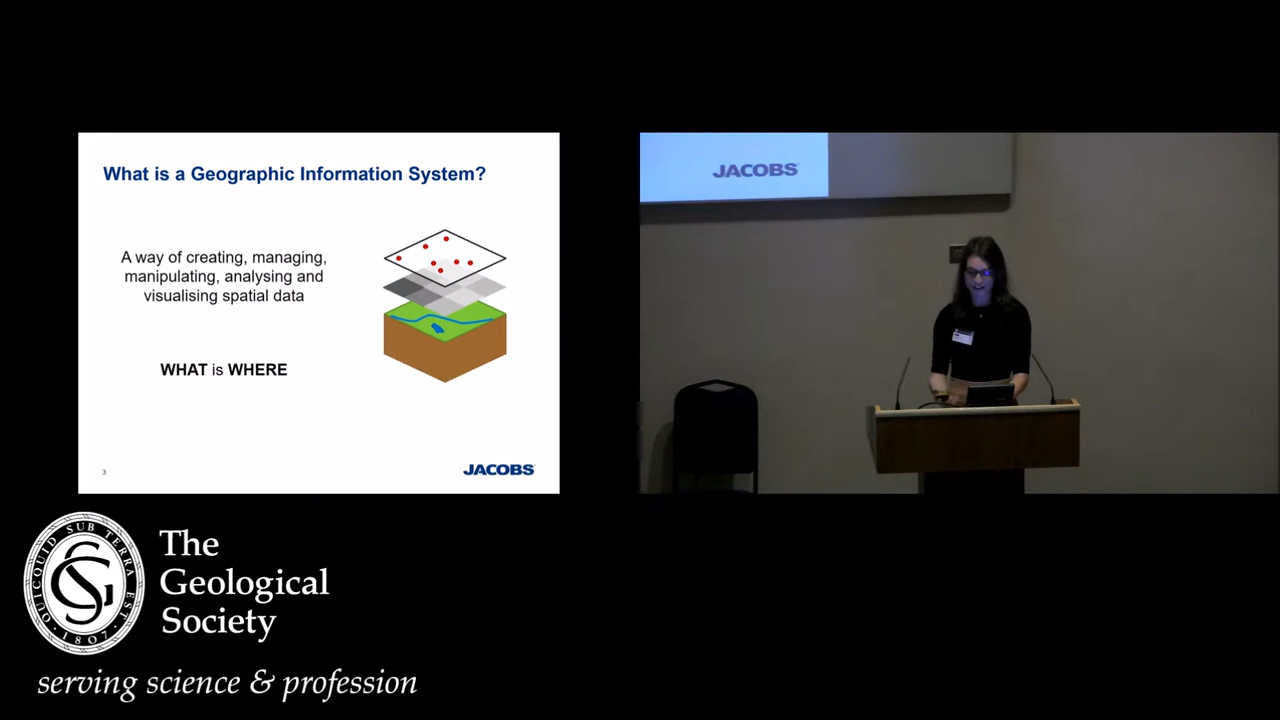 What is a Geographic Information System?
A way of creating, managing,
manipulating, analysing and
visualising spatial data
WHAT is WHERE
3
JACOBS
JACOBS
QUICQUID SUB TERRA EST
1807
The
Geological
Society
serving science & profession